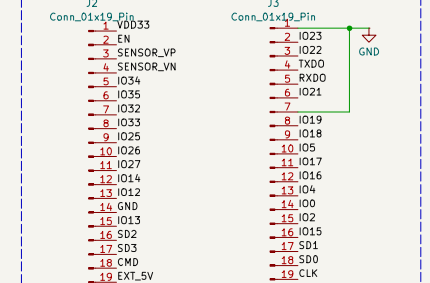 J2
Conn_01x19_Pin
1 VDD33
2 EN
3 SENSOR_VP
4 SENSOR_VN
5 IO34
6 IO35
7 IO32
8 IO33
9 IO25
10 IO26
11 IO27
12 IO14
13 IO12
14 GND
15 IO13
16 SD2
17 SD3
18 CMD
19 EXT_5V
J3
Conn_01x19_Pin
1
2 IO23
3 IO22
4 TXD0
5 RXD0
6 IO21
7
8 IO19
9 IO18
10 IO5
11 IO17
12 IO16
13 IO4
14 IO0
15 IO2
16 IO15
17 SD1
18 SD0
19 CLK
GND